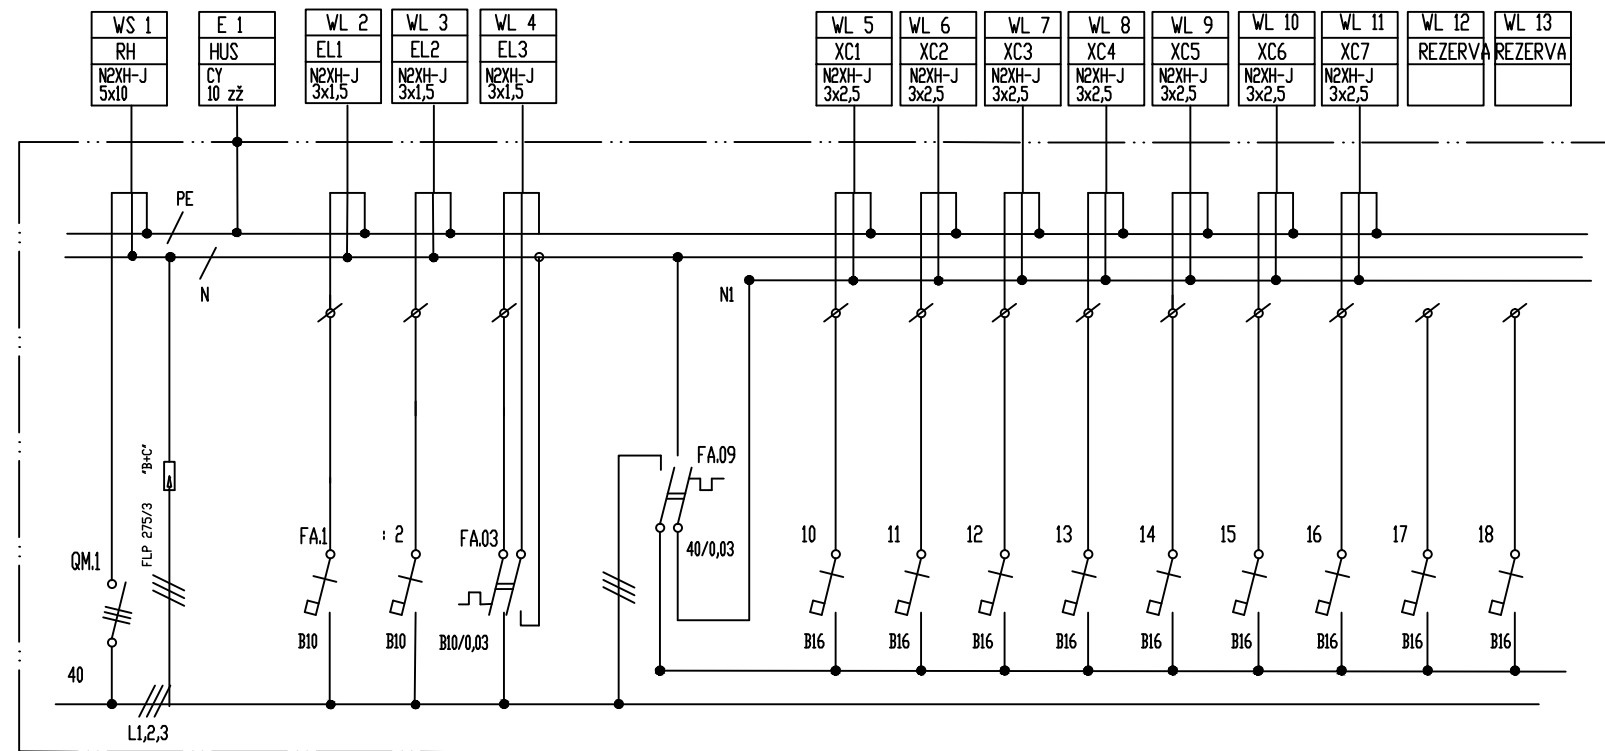 WS 1
RH
N2XH-J
5x10
E 1
HUS
CY
10 zž
WL 2
EL1
N2XH-J
3x1,5
WL 3
EL2
N2XH-J
3x1,5
WL 4
EL3
N2XH-J
3x1,5
WL 5
XC1
N2XH-J
3x2,5
WL 6
XC2
N2XH-J
3x2,5
WL 7
XC3
N2XH-J
3x2,5
WL 8
XC4
N2XH-J
3x2,5
WL 9
XC5
N2XH-J
3x2,5
WL 10
XC6
N2XH-J
3x2,5
WL 11
XC7
N2XH-J
3x2,5
WL 12
REZERVA
WL 13
REZERVA
PE
N
N1
"B+C"
FLP 275/3
QM.1
40
L1,2,3
FA.1
B10
: 2
B10
FA.03
B10/0,03
FA.09
40/0,03
10
B16
11
B16
12
B16
13
B16
14
B16
15
B16
16
B16
17
B16
18
B16